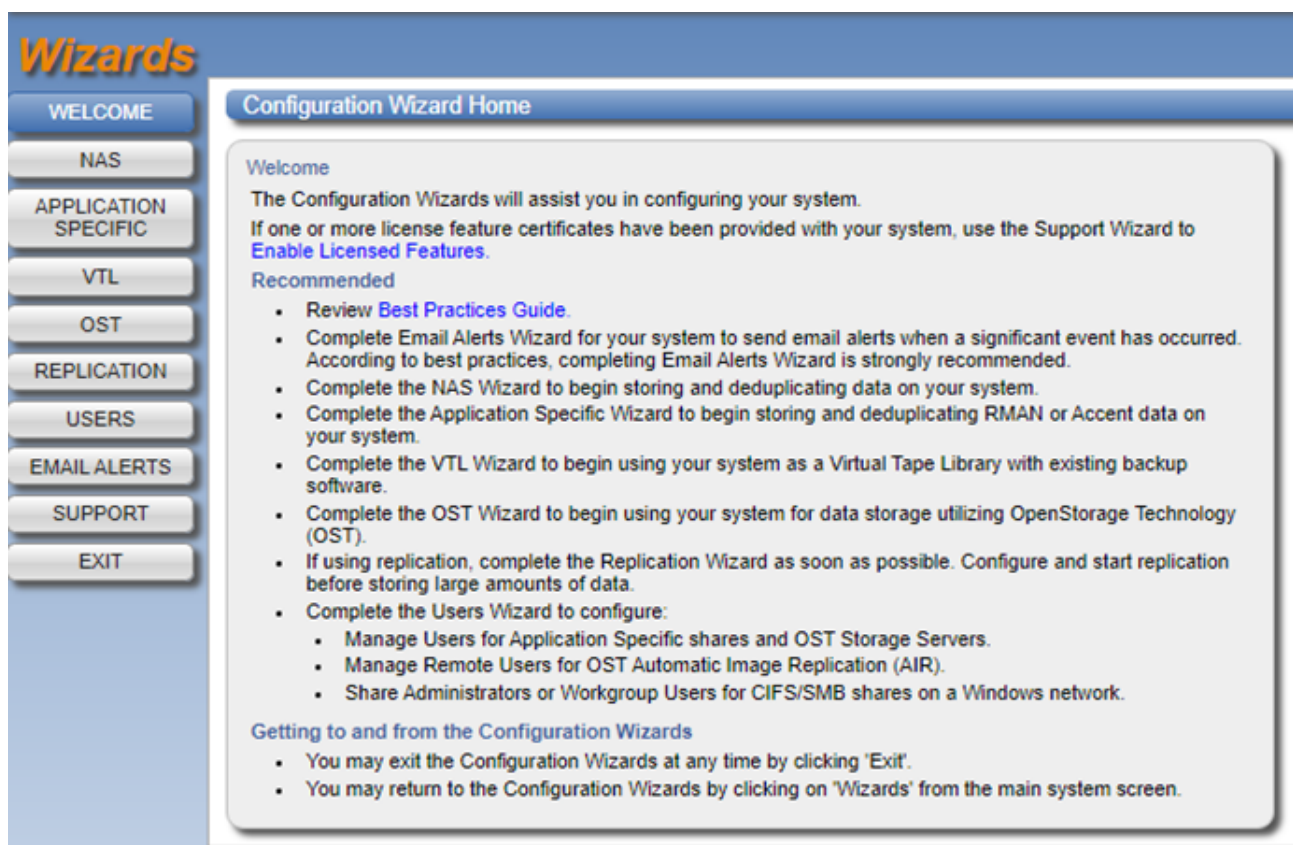 Wizards
WELCOME
NAS
APPLICATION
SPECIFIC
VTL
OST
REPLICATION
USERS
EMAIL ALERTS
SUPPORT
EXIT
Configuration Wizard Home
Welcome
The Configuration Wizards will assist you in configuring your system.
If one or more license feature certificates have been provided with your system, use the Support Wizard to
Enable Licensed Features.
Recommended
• Review Best Practices Guide.
• Complete Email Alerts Wizard for your system to send email alerts when a significant event has occurred.
According to best practices, completing Email Alerts Wizard is strongly recommended.
• Complete the NAS Wizard to begin storing and deduplicating data on your system.
• Complete the Application Specific Wizard to begin storing and deduplicating RMAN or Accent data on
your system.
• Complete the VTL Wizard to begin using your system as a Virtual Tape Library with existing backup
software.
• Complete the OST Wizard to begin using your system for data storage utilizing OpenStorage Technology
(OST).
• If using replication, complete the Replication Wizard as soon as possible. Configure and start replication
before storing large amounts of data.
• Complete the Users Wizard to configure:
• Manage Users for Application Specific shares and OST Storage Servers.
• Manage Remote Users for OST Automatic Image Replication (AIR).
• Share Administrators or Workgroup Users for CIFS/SMB shares on a Windows network.
Getting to and from the Configuration Wizards
• You may exit the Configuration Wizards at any time by clicking 'Exit'.
• You may return to the Configuration Wizards by clicking on 'Wizards' from the main system screen.